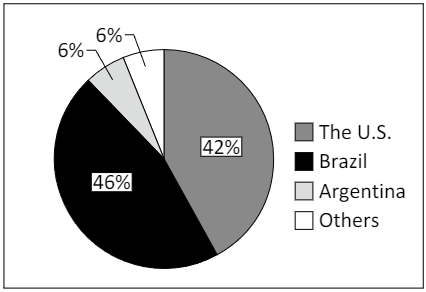 6%
6%
42%
46%
The U.S.
Brazil
Argentina
Others